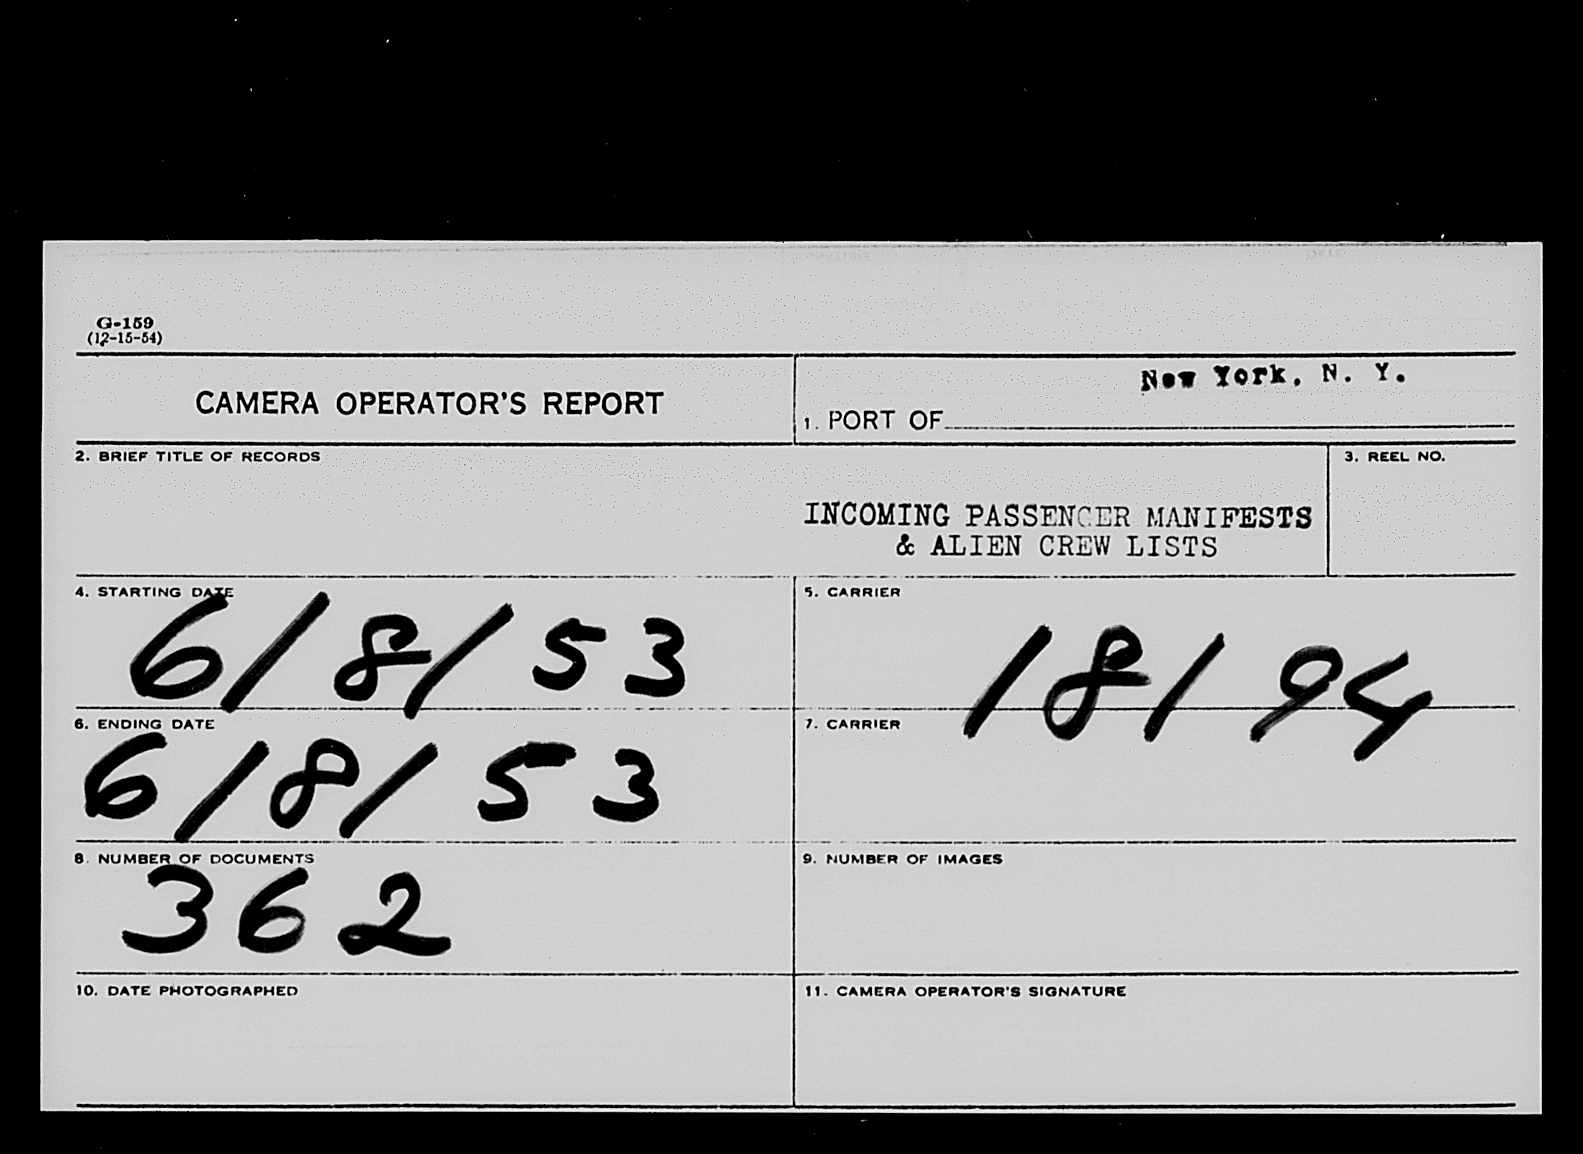 G-159
(12-15-54)
CAMERA OPERATOR'S REPORT
New York, N. Y.
1. PORT OF
2. BRIEF TITLE OF RECORDS
3. REEL NO.
INCOMING PASSENGER MANIFESTS
& ALIEN CREW LISTS
4. STARTING DATE
6/8/53
5. CARRIER
18194
6. ENDING DATE
6/8/53
7. CARRIER
8. NUMBER OF DOCUMENTS
362
9. NUMBER OF IMAGES
10. DATE PHOTOGRAPHED
11. CAMERA OPERATOR'S SIGNATURE